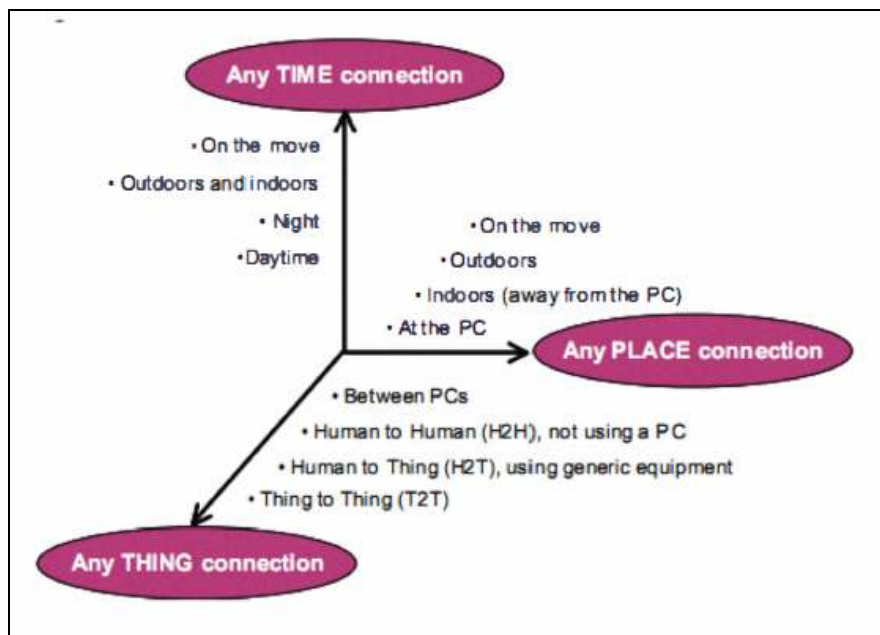 Any TIME connection
• On the move
• Outdoors and indoors
• Night
• Daytime
• On the move
• Outdoors
• Indoors (away from the PC)
• At the PC
Any PLACE connection
• Between PCs
• Human to Human (H2H), not using a PC
• Human to Thing (H2T), using generic equipment
• Thing to Thing (T2T)
Any THING connection